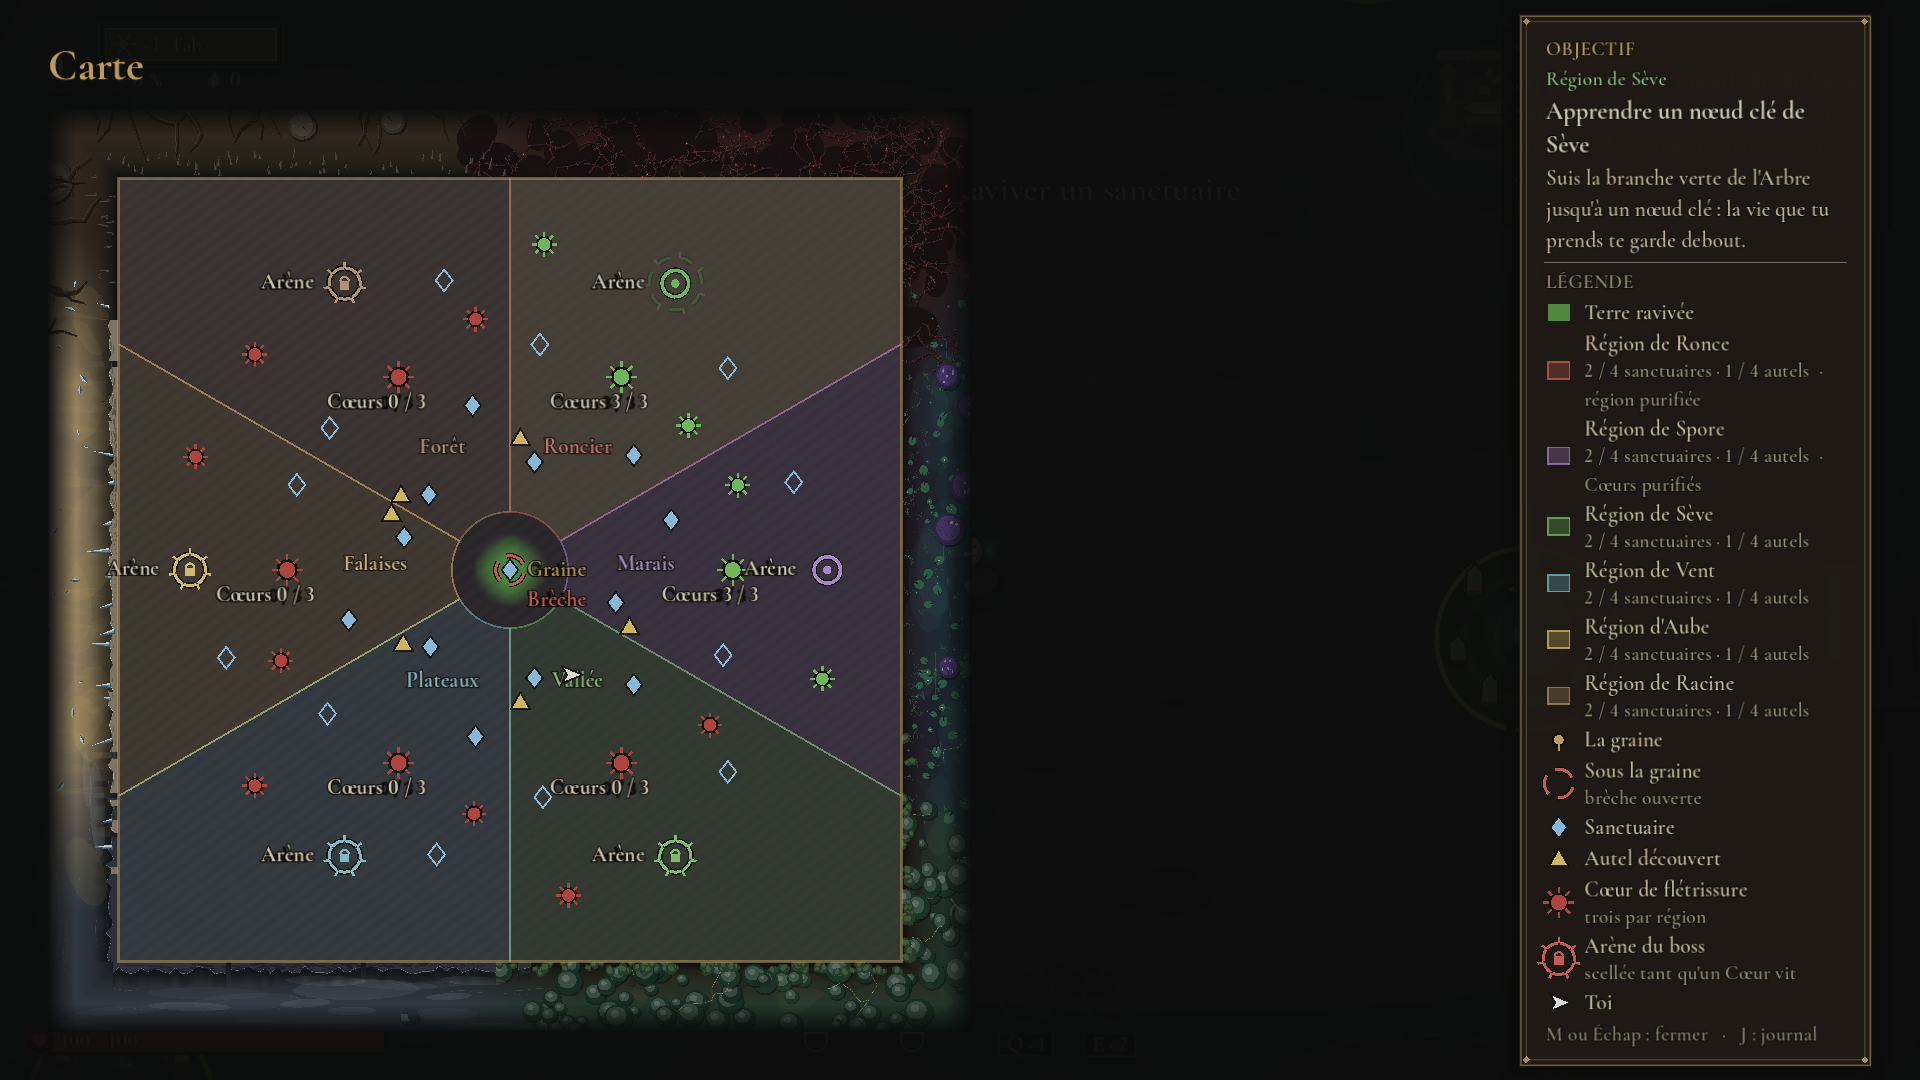 Carte
aviver un sanctuaire
Arène
Arène
Cœurs 0 / 3
Cœurs 3 / 3
Forêt
Roncier
Falaises
Graine
Marais
Arène
Arène
Cœurs 0 / 3
Brèche
Cœurs 3 / 3
Plateaux
Vallée
Cœurs 0 / 3
Cœurs 0 / 3
Arène
Arène
OBJECTIF
Région de Sève
Apprendre un nœud clé de
Sève
Suis la branche verte de l'Arbre
jusqu'à un nœud clé : la vie que tu
prends te garde debout.
LÉGENDE
Terre ravivée
Région de Ronce
2 / 4 sanctuaires · 1 / 4 autels ·
région purifiée
Région de Spore
2 / 4 sanctuaires · 1 / 4 autels ·
Cœurs purifiés
Région de Sève
2 / 4 sanctuaires · 1 / 4 autels
Région de Vent
2 / 4 sanctuaires · 1 / 4 autels
Région d'Aube
2 / 4 sanctuaires · 1 / 4 autels
Région de Racine
2 / 4 sanctuaires · 1 / 4 autels
La graine
Sous la graine
brèche ouverte
Sanctuaire
Autel découvert
Cœur de flétrissure
trois par région
Arène du boss
scellée tant qu'un Cœur vit
Toi
M ou Échap : fermer · J : journal